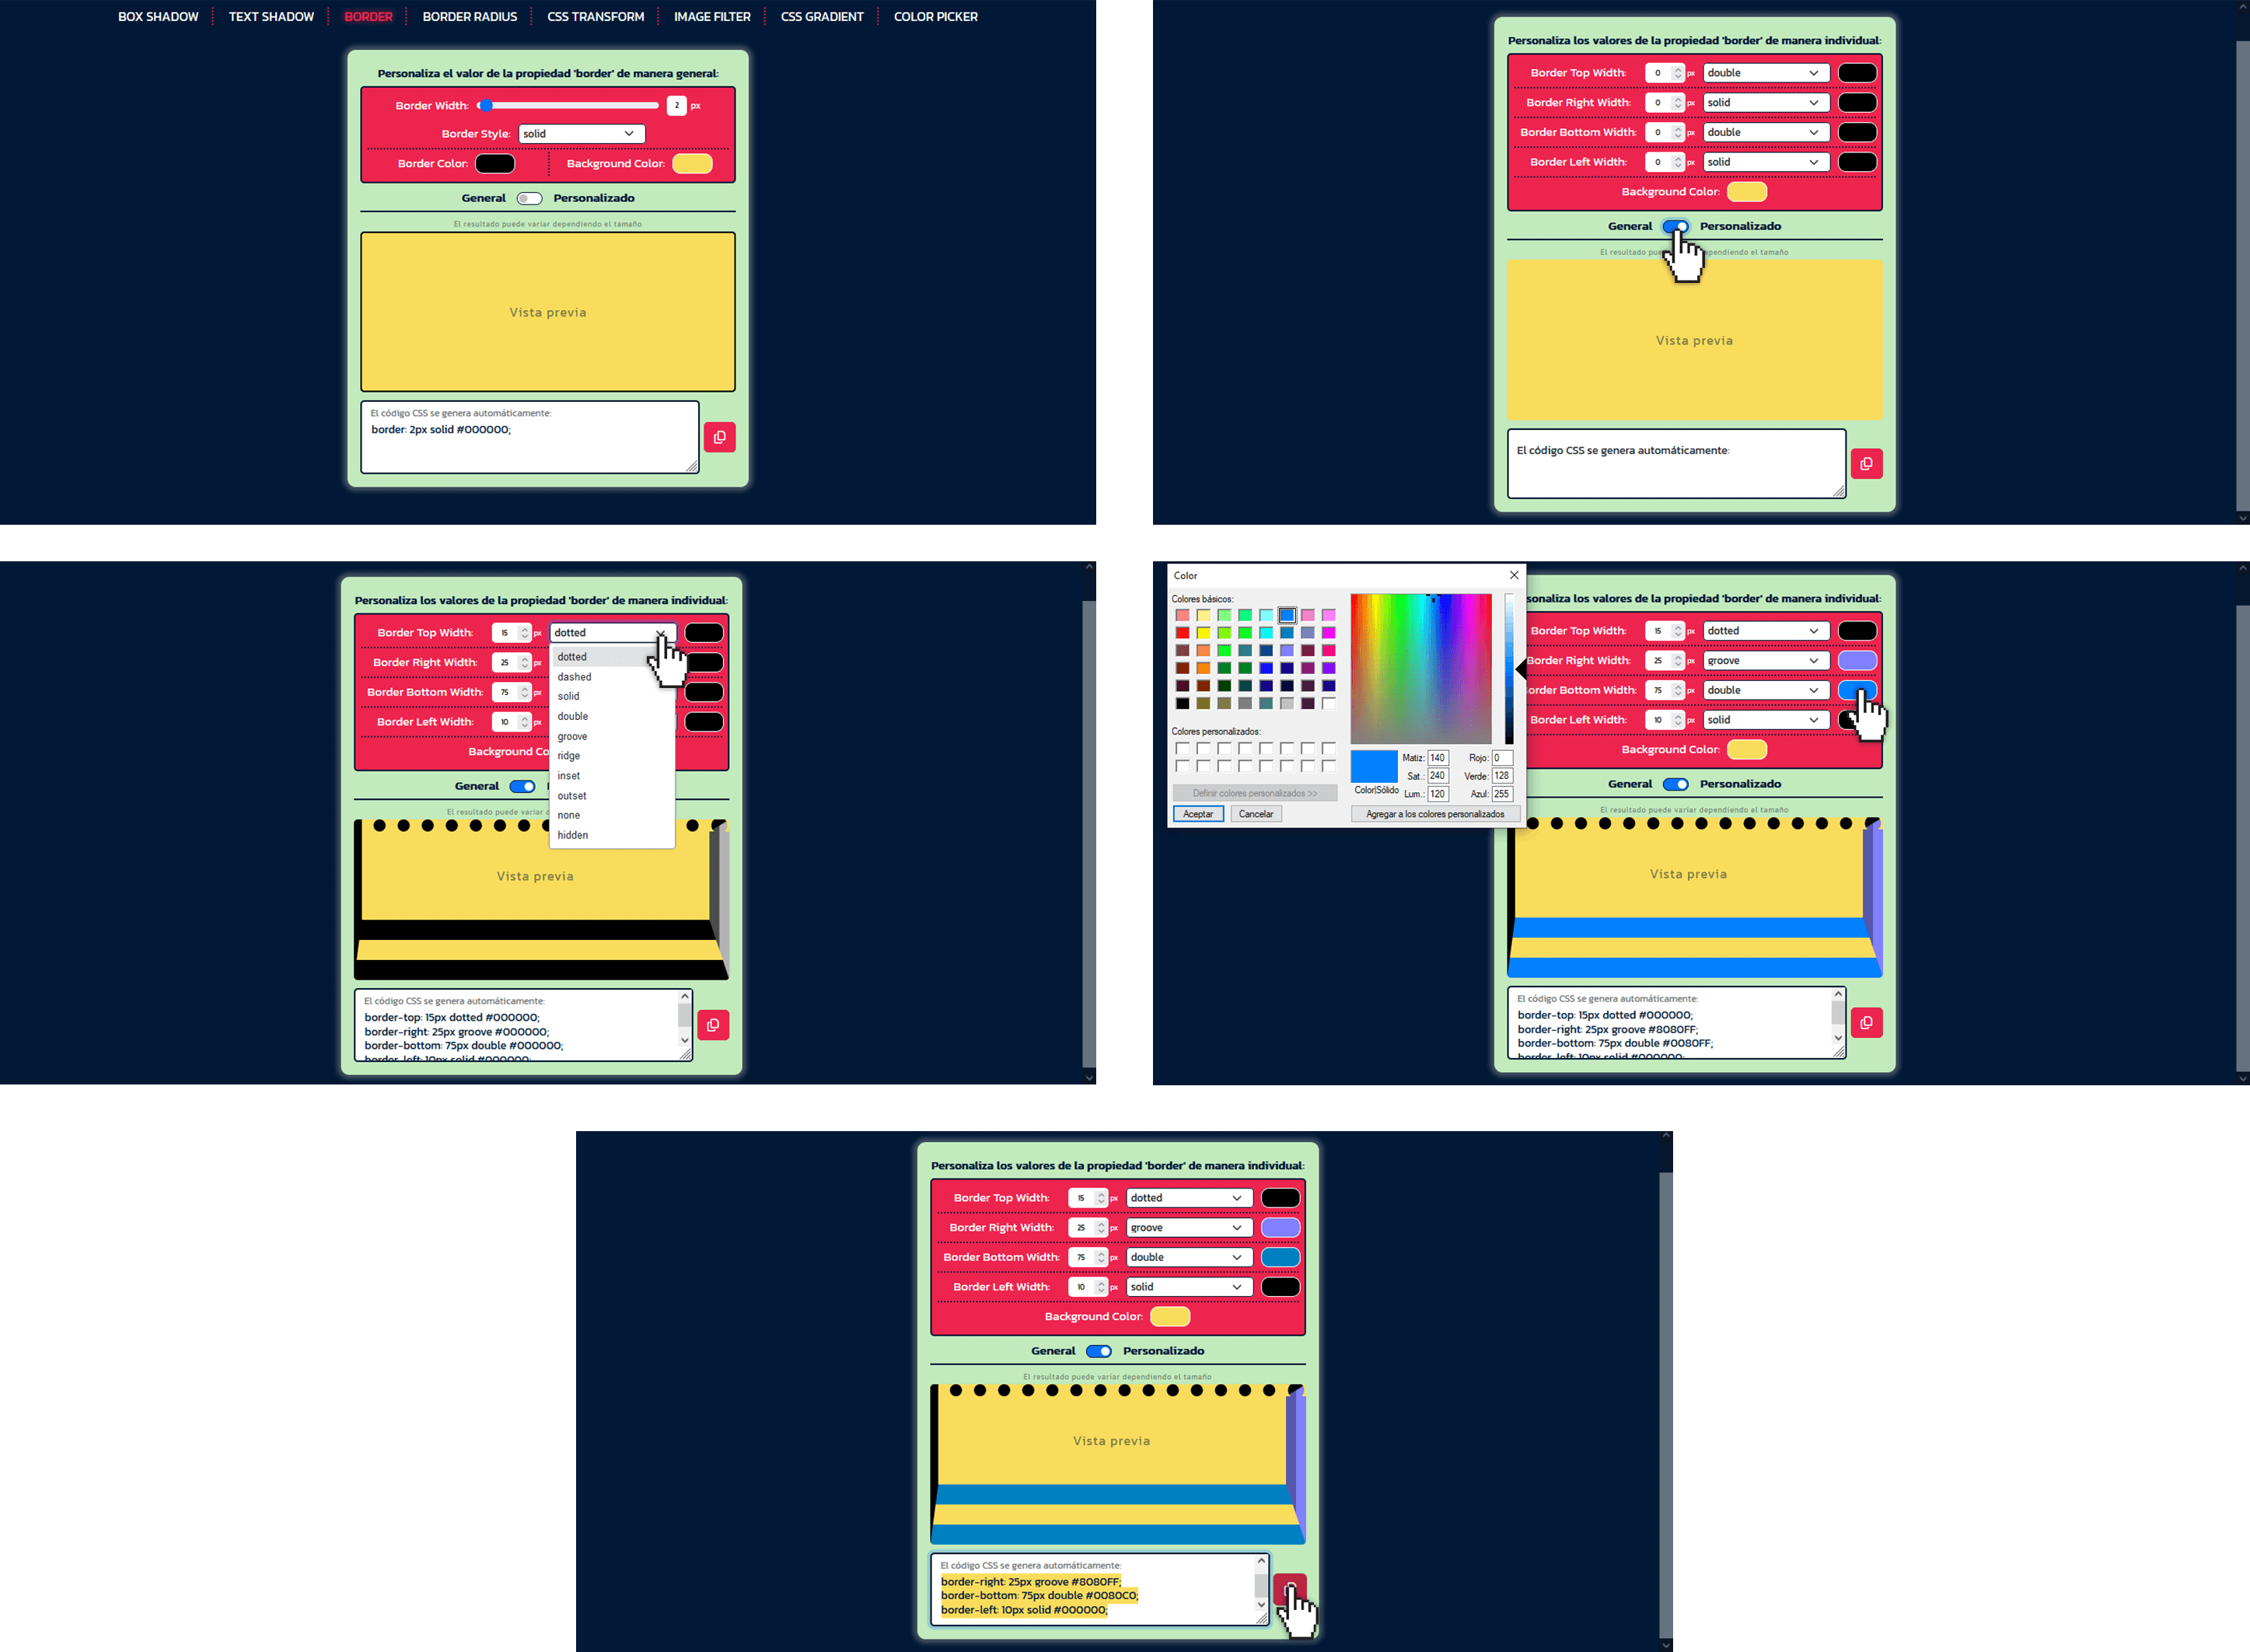 BOX SHADOW TEXT SHADOW BORDER BORDER RADIUS CSS TRANSFORM IMAGE FILTER CSS GRADIENT COLOR PICKER
Personaliza el valor de la propiedad 'border' de manera general:
Border Width: 2 px
Border Style: solid
Border Color: Background Color:
General Personalizado
El resultado puede variar dependiendo el tamaño
Vista previa
El código CSS se genera automáticamente:
border: 2px solid #000000;
Personaliza los valores de la propiedad 'border' de manera individual:
Border Top Width: 0 px double
Border Right Width: 0 px solid
Border Bottom Width: 0 px double
Border Left Width: 0 px solid
Background Color:
General Personalizado
El resultado pue pendiendo el tamaño
Vista previa
El código CSS se genera automáticamente:
Personaliza los valores de la propiedad 'border' de manera individual:
Border Top Width: 15 px dotted
Border Right Width: 25 px
Border Bottom Width: 75 px
Border Left Width: 10 px
Background Co
General
El resultado puede variar d
dotted
dashed
solid
double
groove
ridge
inset
outset
none
hidden
Vista previa
El código CSS se genera automáticamente:
border-top: 15px dotted #000000;
border-right: 25px groove #000000;
border-bottom: 75px double #000000;
border-left: 10px solid #000000;
Color
Colores básicos:
Colores personalizados:
Definir colores personalizados >>
Aceptar Cancelar
Matiz: 140 Rojo: 0
Sat.: 240 Verde: 128
Color|Sólido Lum.: 120 Azul: 255
Agregar a los colores personalizados
sonaliza los valores de la propiedad 'border' de manera individual:
Border Top Width: 15 px dotted
Border Right Width: 25 px groove
order Bottom Width: 75 px double
Border Left Width: 10 px solid
Background Color:
General Personalizado
El resultado puede variar dependiendo el tamaño
Vista previa
El código CSS se genera automáticamente:
border-top: 15px dotted #000000;
border-right: 25px groove #8080FF;
border-bottom: 75px double #0080FF;
border-left: 10px solid #000000;
Personaliza los valores de la propiedad 'border' de manera individual:
Border Top Width: 15 px dotted
Border Right Width: 25 px groove
Border Bottom Width: 75 px double
Border Left Width: 10 px solid
Background Color:
General Personalizado
El resultado puede variar dependiendo el tamaño
Vista previa
El código CSS se genera automáticamente:
border-right: 25px groove #8080FF;
border-bottom: 75px double #0080C0;
border-left: 10px solid #000000;